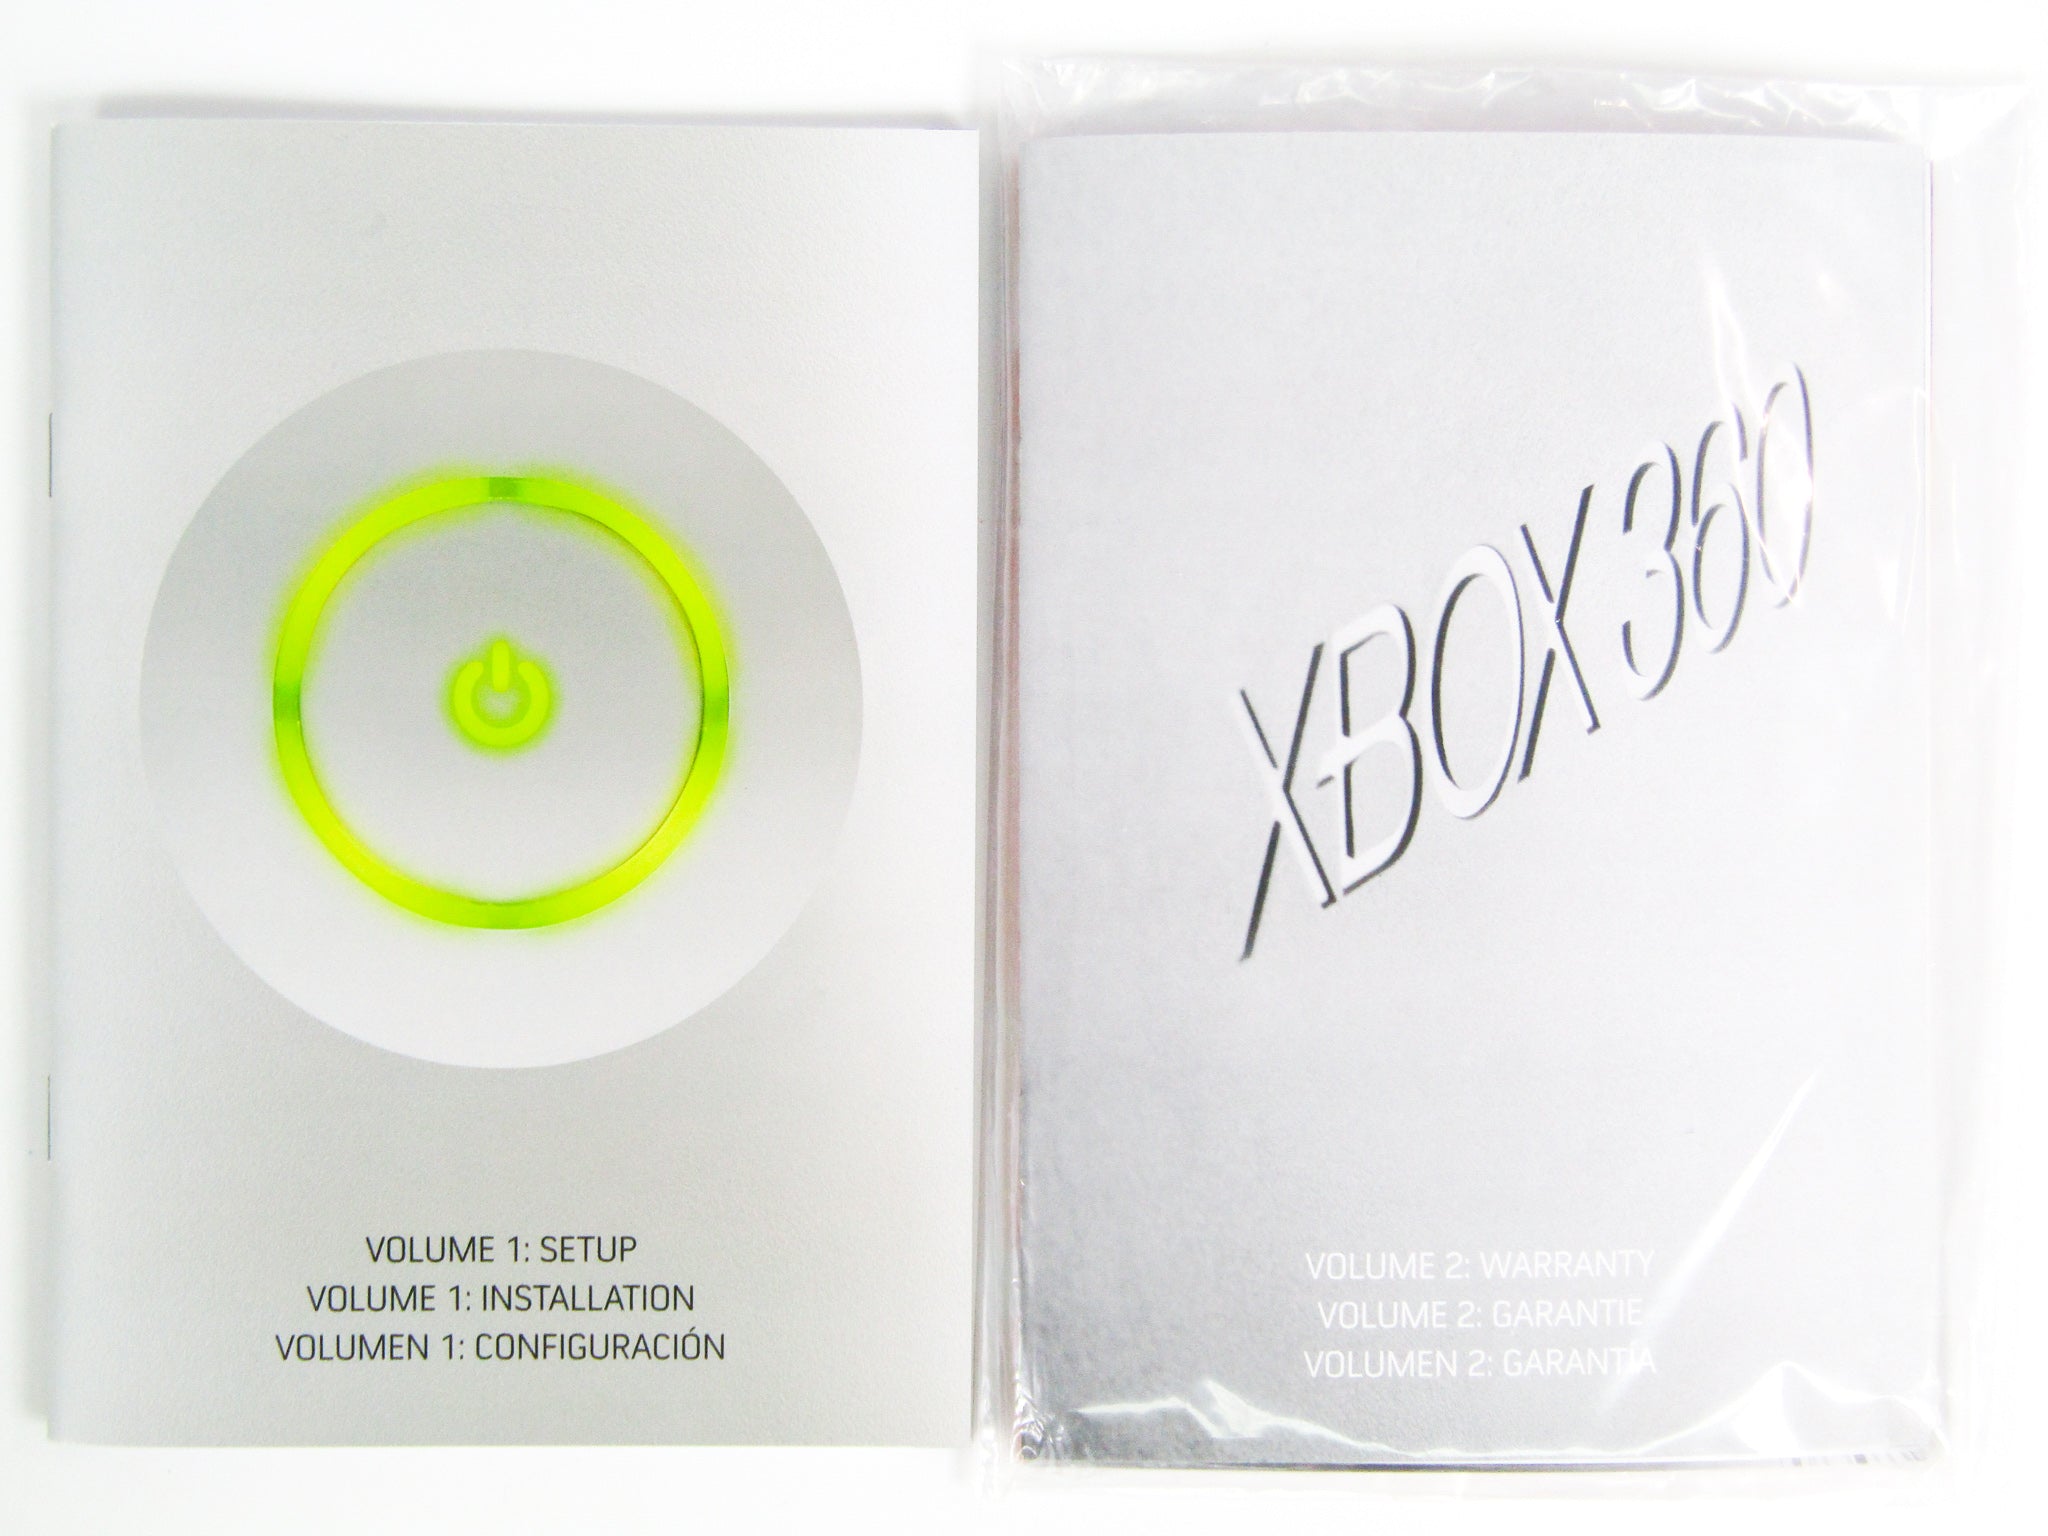 VOLUME 1: SETUP
VOLUME 1: INSTALLATION
VOLUMEN 1: CONFIGURACIÓN
XBOX 360
VOLUME 2: WARRANTY
VOLUME 2: GARANTIE
VOLUMEN 2: GARANTÍA